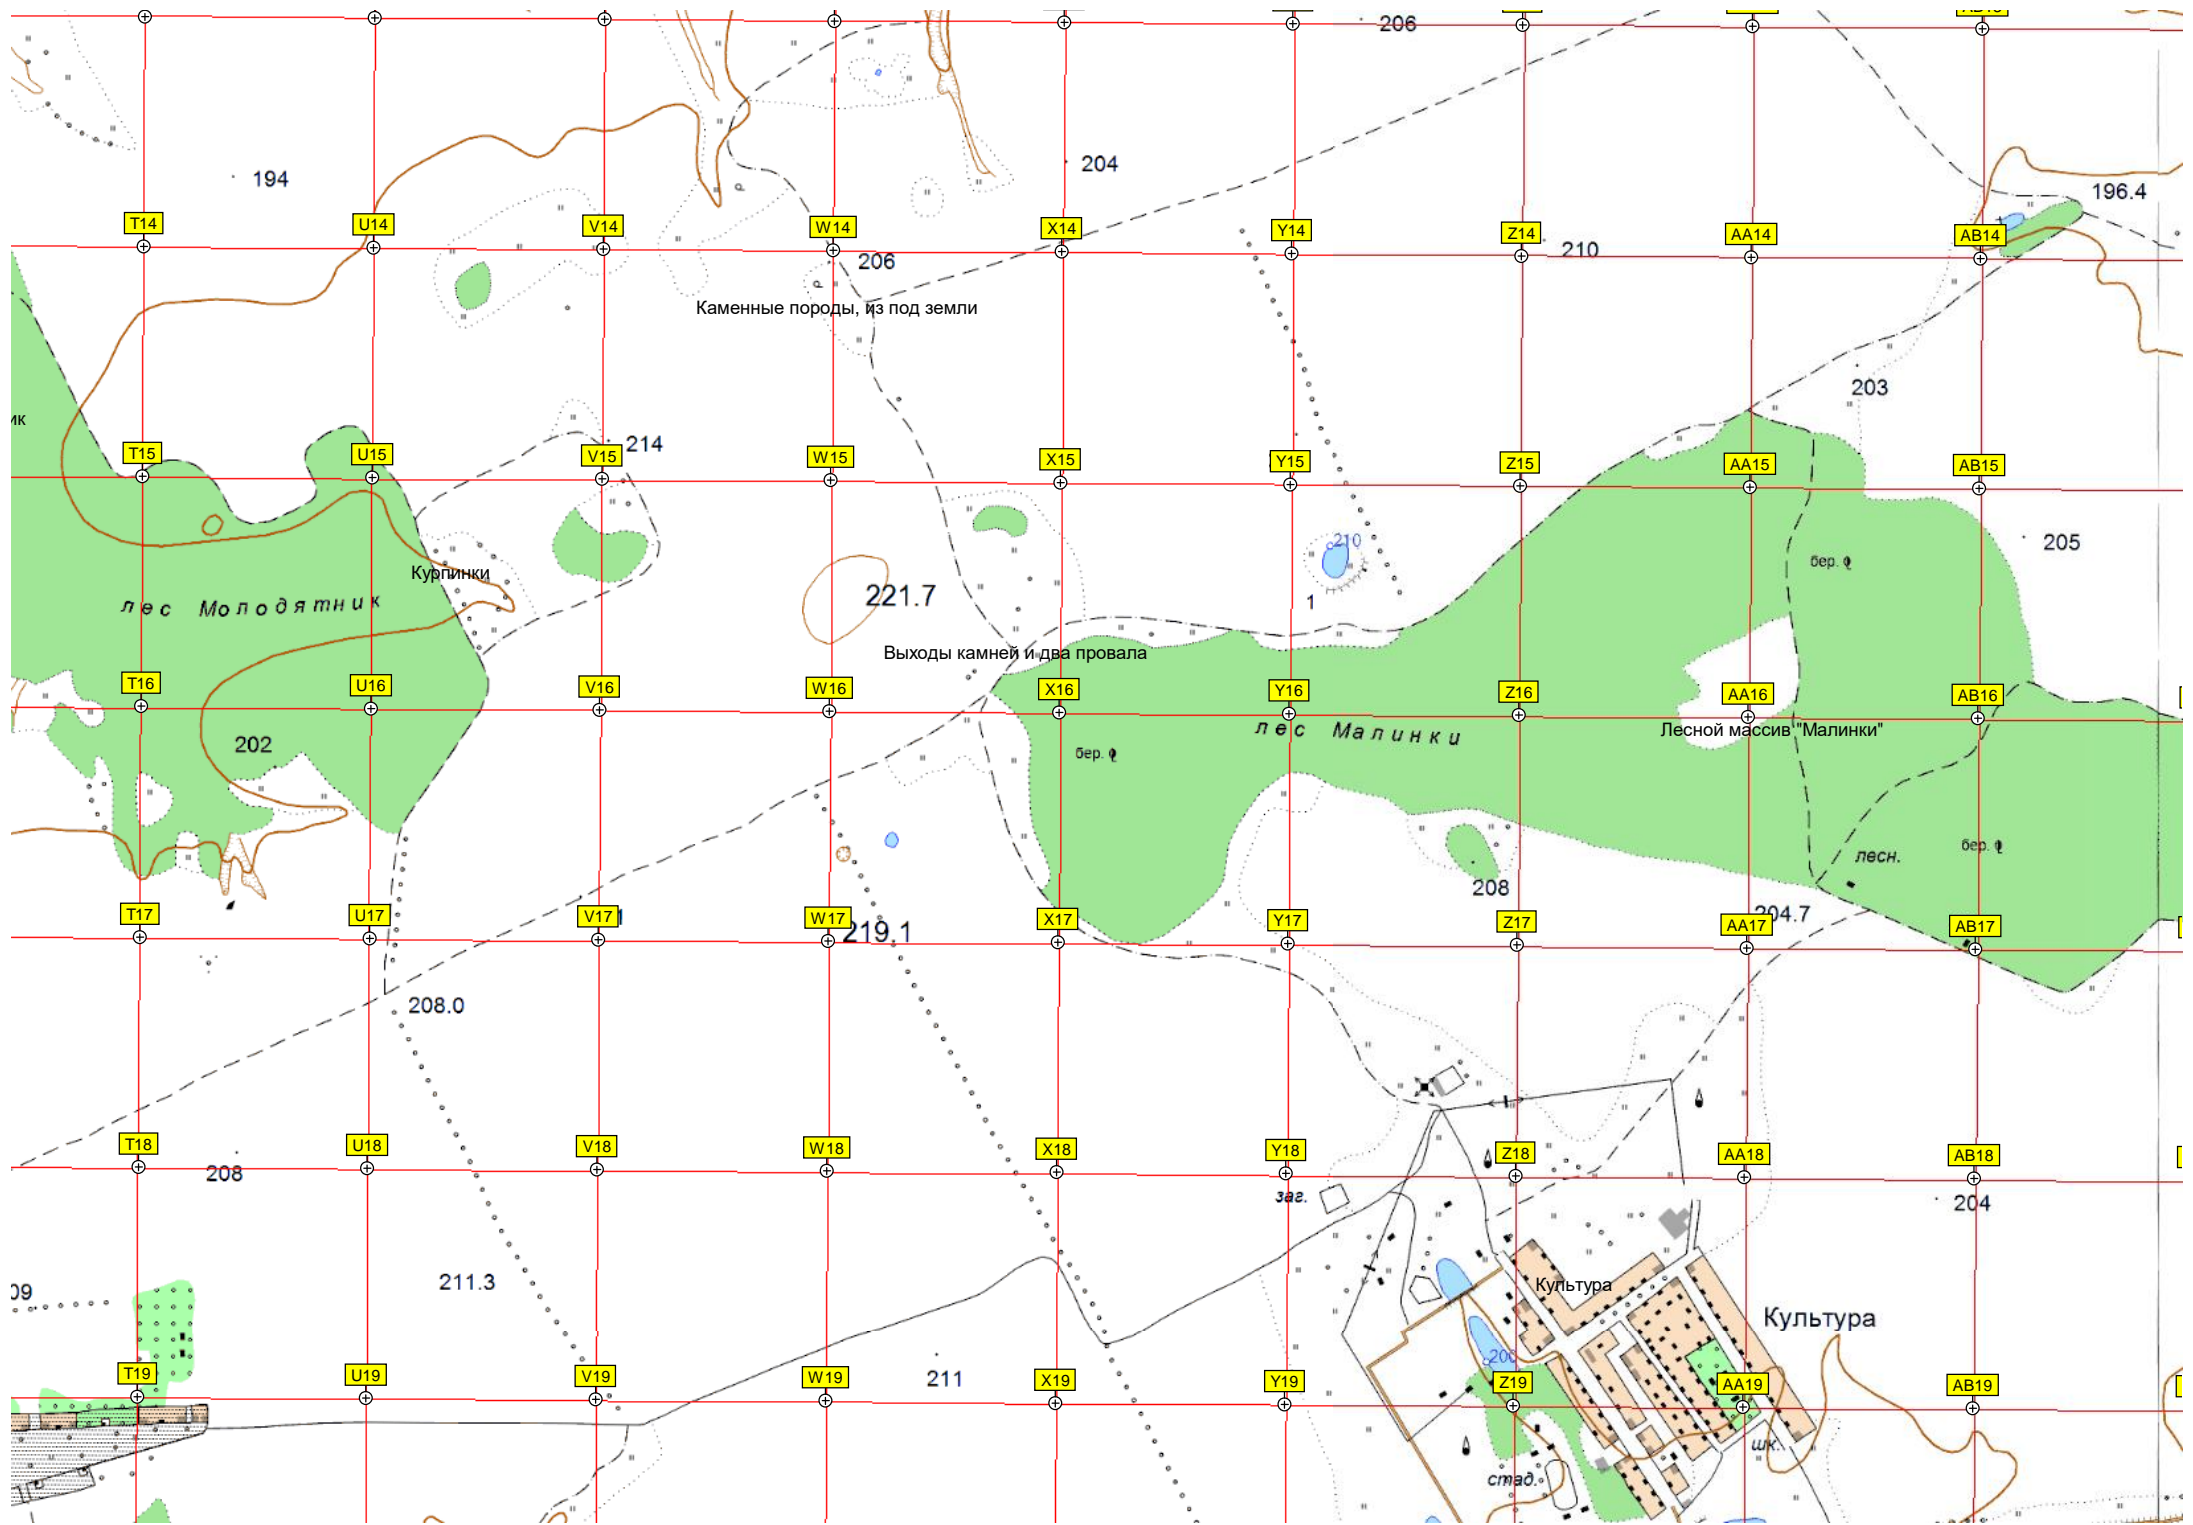 206
204
194
196.4
T14 U14 V14 W14 X14 Y14 Z14 AA14 AB14
206
210
Каменные породы, из под земли
203
ик
214
T15 U15 V15 W15 X15 Y15 Z15 AA15 AB15
210
205
бер.
Курпинки
221.7
1
лес Молодятник
Выходы камней и два провала
T16 U16 V16 W16 X16 Y16 Z16 AA16 AB16
лес Малинки
Лесной массив "Малинки"
202
бер.
бер.
лесн.
208
204.7
T17 U17 V17 W17 X17 Y17 Z17 AA17 AB17
219.1
208.0
T18 U18 V18 W18 X18 Y18 Z18 AA18 AB18
208
заг.
204
211.3
Культура
09
Культура
200
211
T19 U19 V19 W19 X19 Y19 Z19 AA19 AB19
шк.
стад.